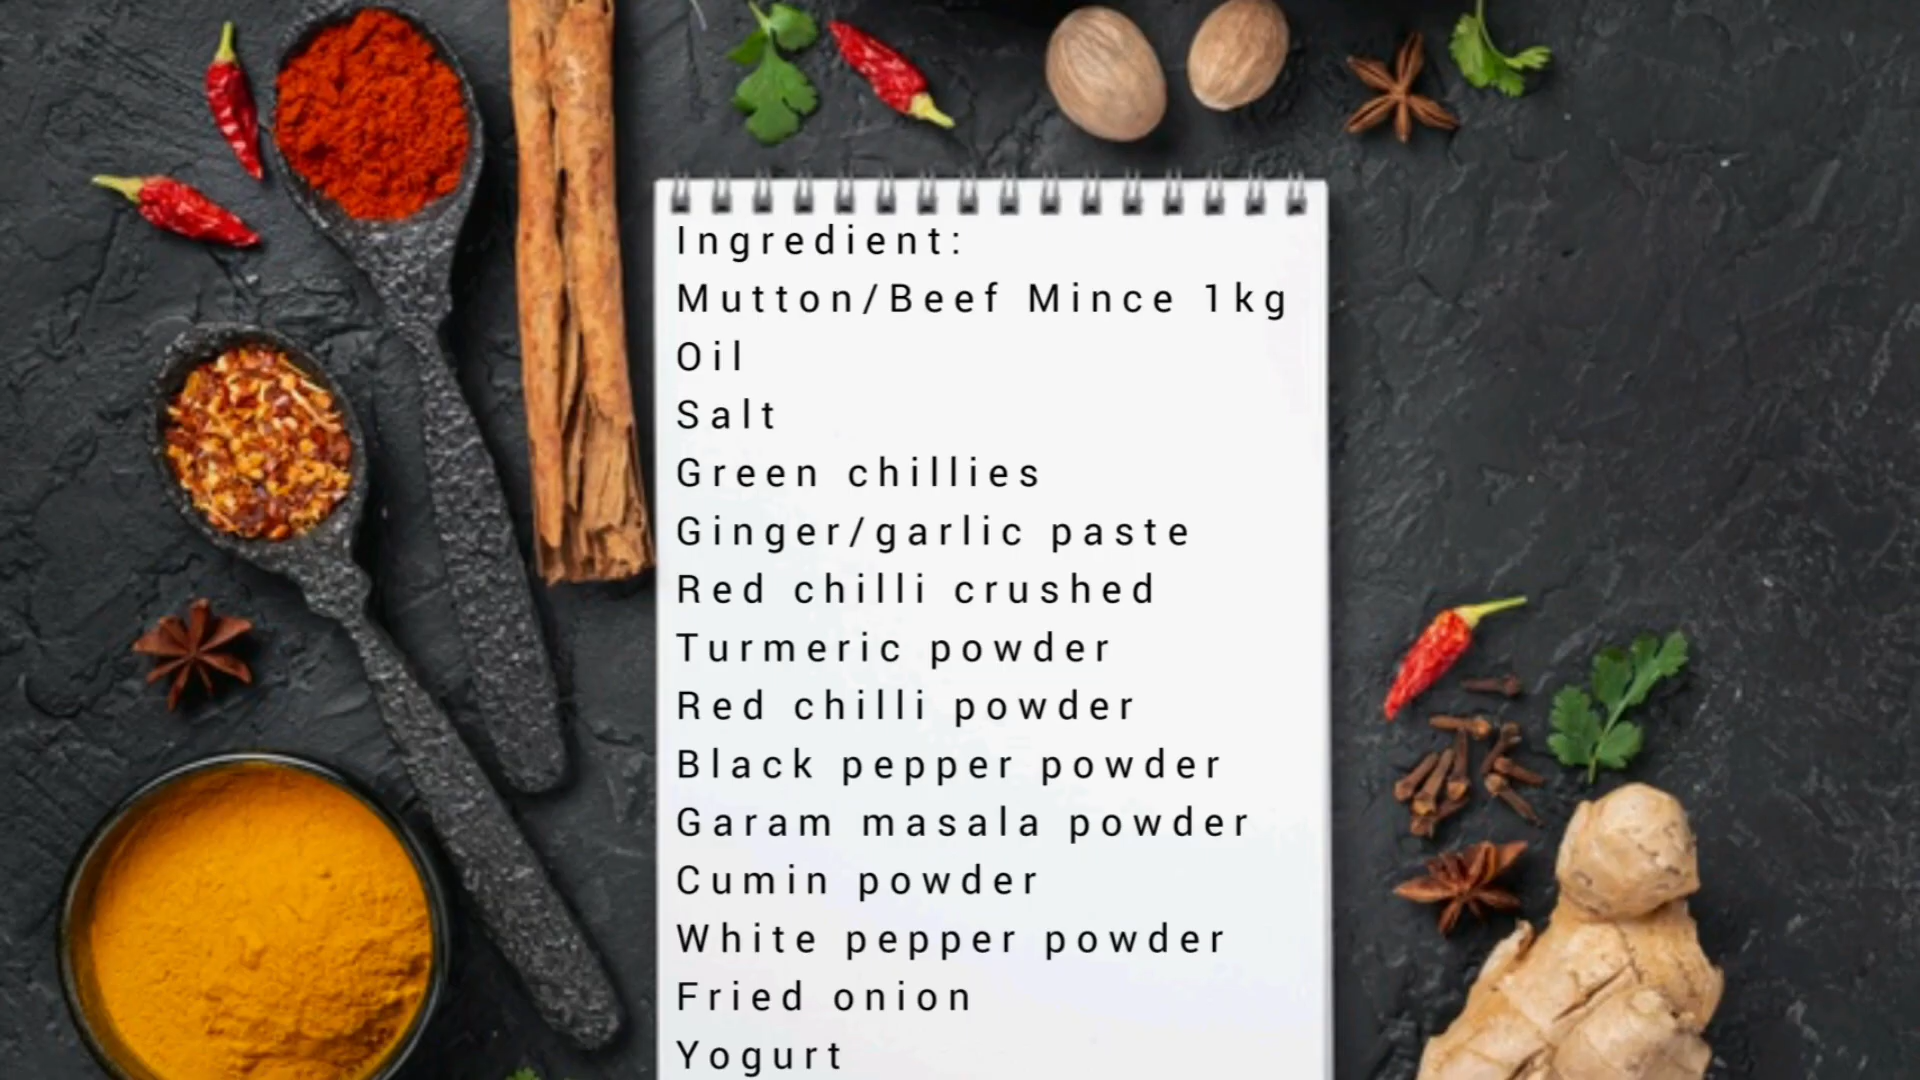 Ingredient:
Mutton/Beef Mince 1kg
Oil
Salt
Green chillies
Ginger/garlic paste
Red chilli crushed
Turmeric powder
Red chilli powder
Black pepper powder
Garam masala powder
Cumin powder
White pepper powder
Fried onion
Yogurt